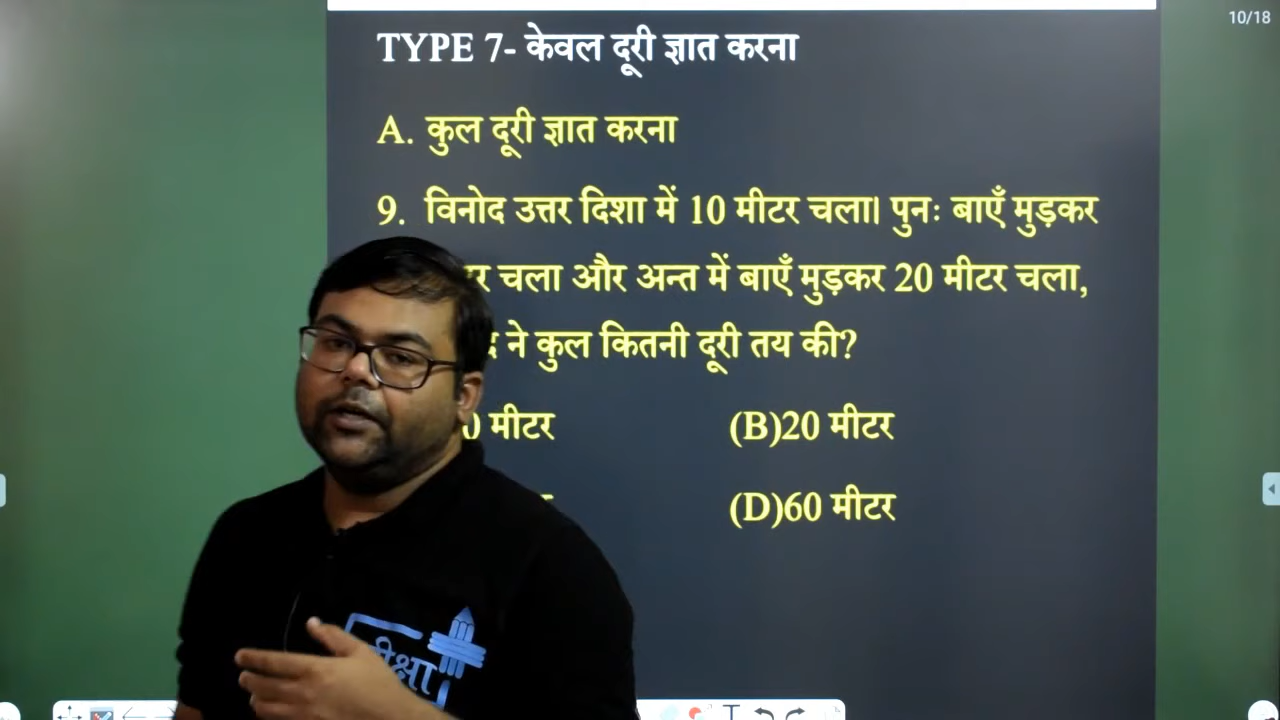 10/18
TYPE 7- केवल दूरी ज्ञात करना
A. कुल दूरी ज्ञात करना
9. विनोद उत्तर दिशा में 10 मीटर चला। पुनः बाएँ मुड़कर
चला और अन्त में बाएँ मुड़कर 20 मीटर चला,
ने कुल कितनी दूरी तय की?
मीटर (B)20 मीटर
(D)60 मीटर